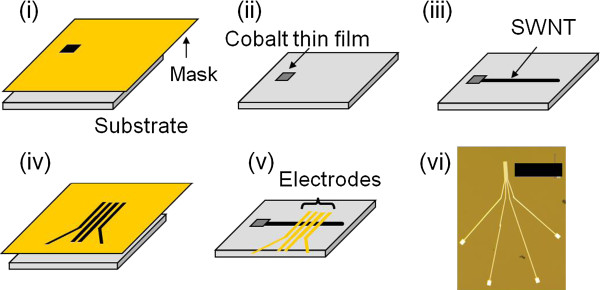 (i)
Mask
Substrate
(ii)
Cobalt thin film
(iii)
SWNT
(iv)
(v)
Electrodes
(vi)